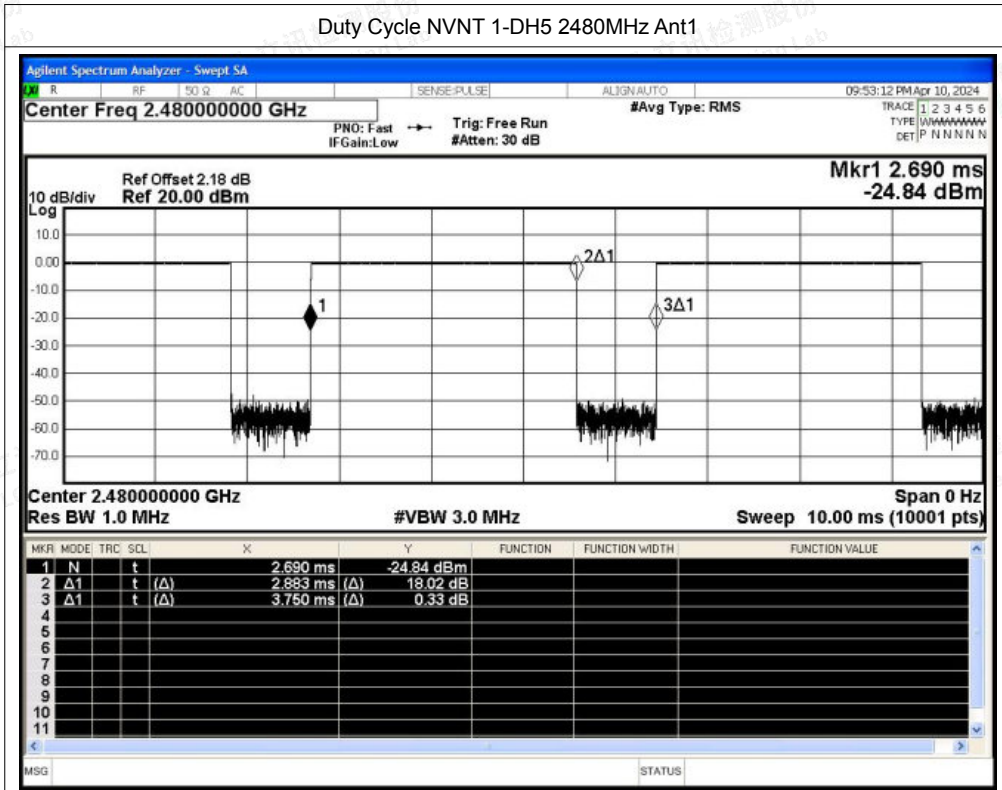 Duty Cycle NVNT 1-DH5 2480MHz Ant1
Agilent Spectrum Analyzer - Swept SA
LXI R RF 50 Ω AC SENSE:PULSE ALIGN AUTO 09:53:12 PM Apr 10, 2024
Center Freq 2.480000000 GHz #Avg Type: RMS TRACE 1 2 3 4 5 6
PNO: Fast Trig: Free Run TYPE WWWWWW
IFGain:Low #Atten: 30 dB DET P N N N N N
Mkr1 2.690 ms
-24.84 dBm
Ref Offset 2.18 dB
10 dB/div Ref 20.00 dBm
Log
10.0
0.00
2Δ1
-10.0
1
3Δ1
-20.0
-30.0
-40.0
-50.0
-60.0
-70.0
Center 2.480000000 GHz Span 0 Hz
Res BW 1.0 MHz #VBW 3.0 MHz Sweep 10.00 ms (10001 pts)
MKR MODE TRC SCL X Y FUNCTION FUNCTION WIDTH FUNCTION VALUE
1 N t 2.690 ms -24.84 dBm
2 Δ1 t (Δ) 2.883 ms (Δ) 18.02 dB
3 Δ1 t (Δ) 3.750 ms (Δ) 0.33 dB
4
5
6
7
8
9
10
11
MSG STATUS